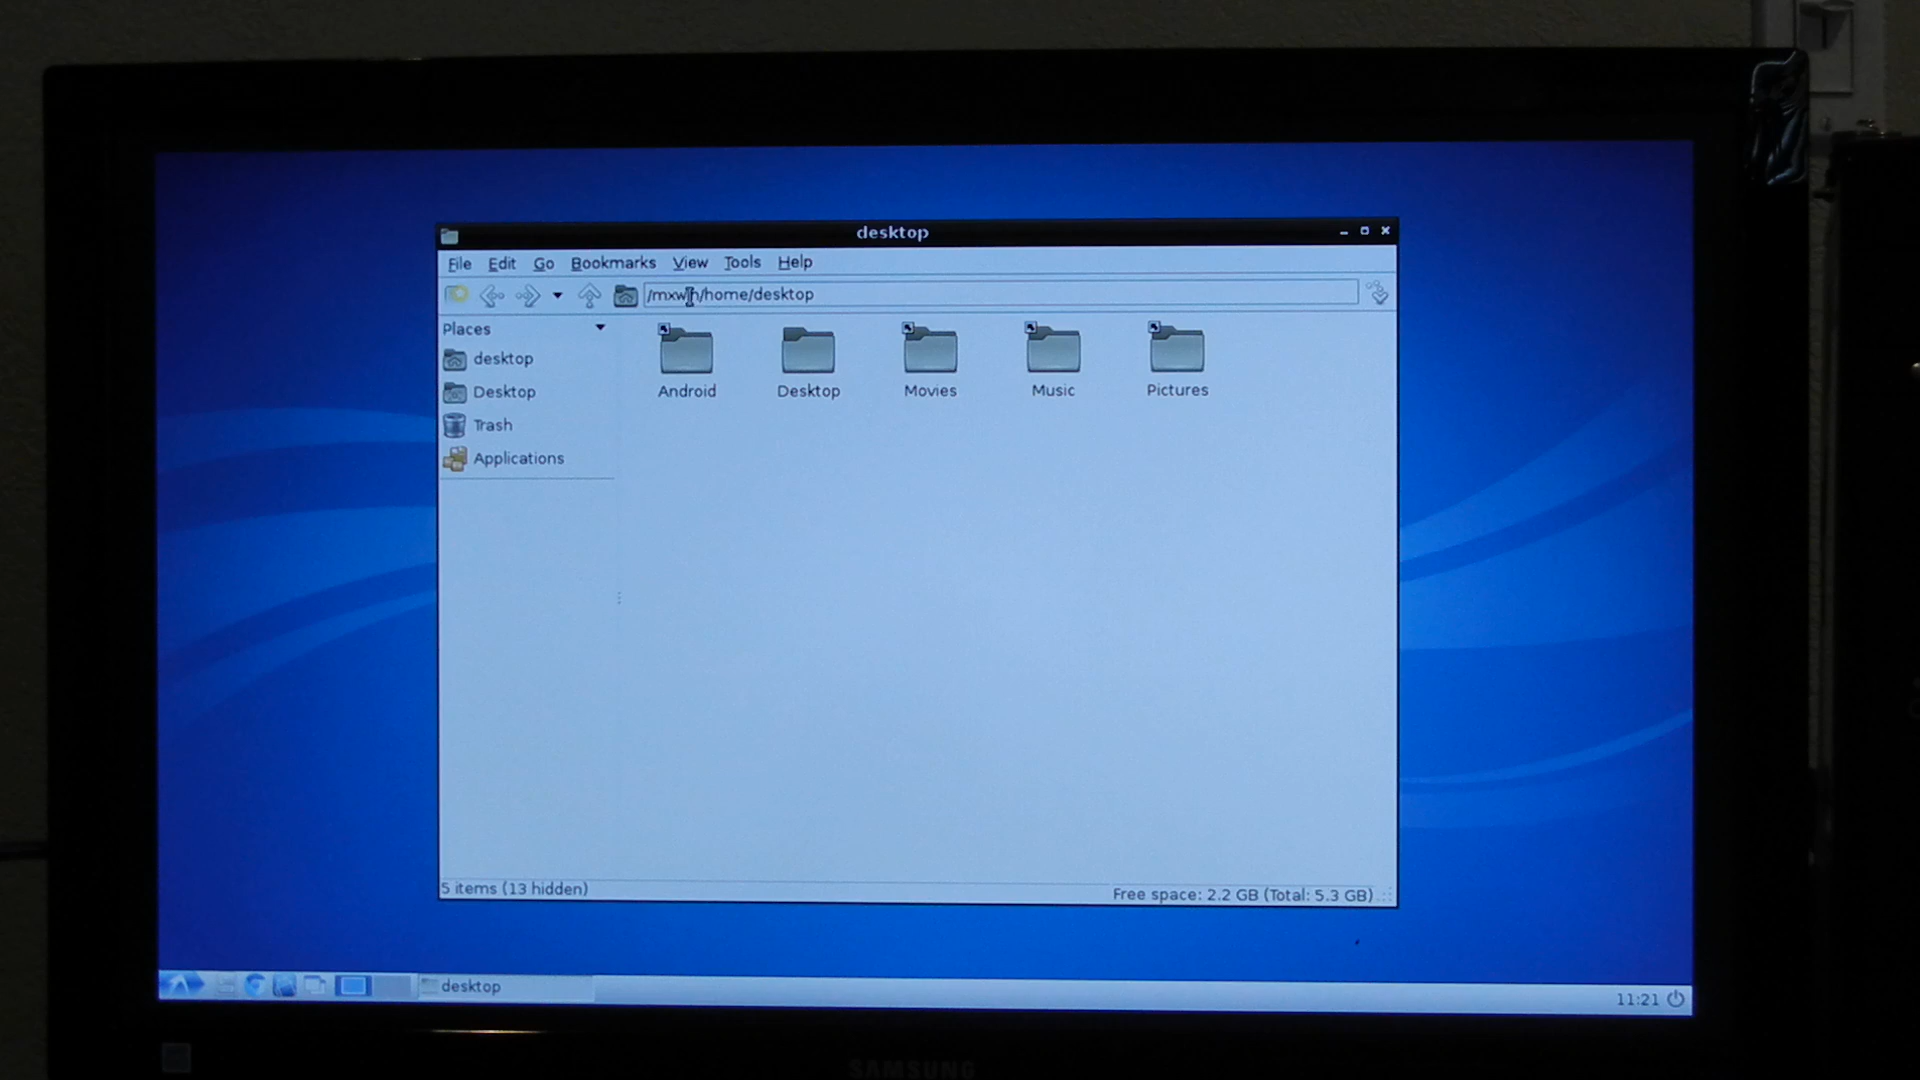 desktop
File Edit Go Bookmarks View Tools Help
/home/desktop
Places
desktop
Desktop
Trash
Applications
Android Desktop Movies Music Pictures
5 items (13 hidden)
Free space: 2.2 GB (Total: 5.3 GB)
desktop
11:21
SAMSUNG